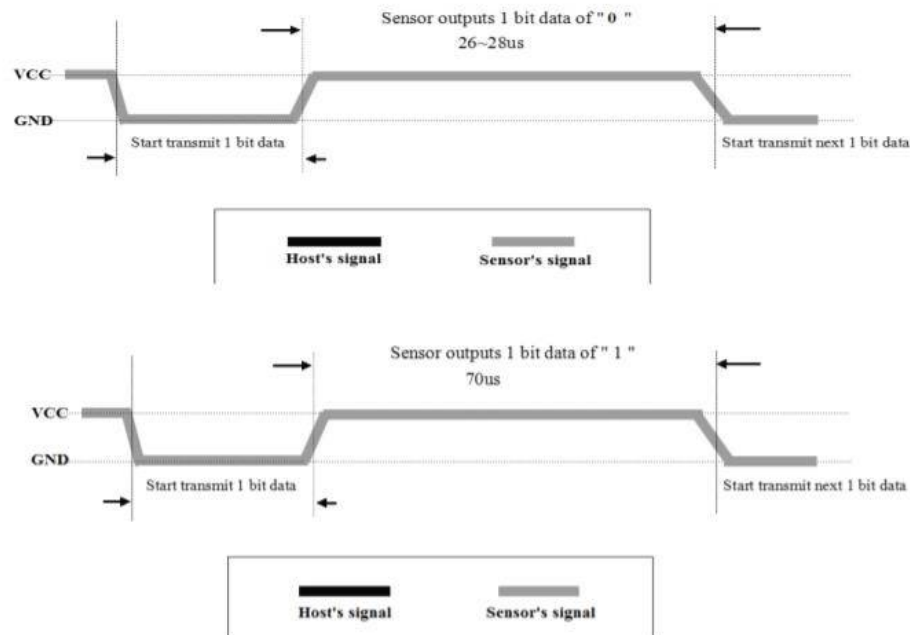 Sensor outputs 1 bit data of " 0 "
26~28us
VCC
GND
Start transmit 1 bit data
Start transmit next 1 bit data
Host's signal
Sensor's signal
Sensor outputs 1 bit data of " 1 "
70us
VCC
GND
Start transmit 1 bit data
Start transmit next 1 bit data
Host's signal
Sensor's signal